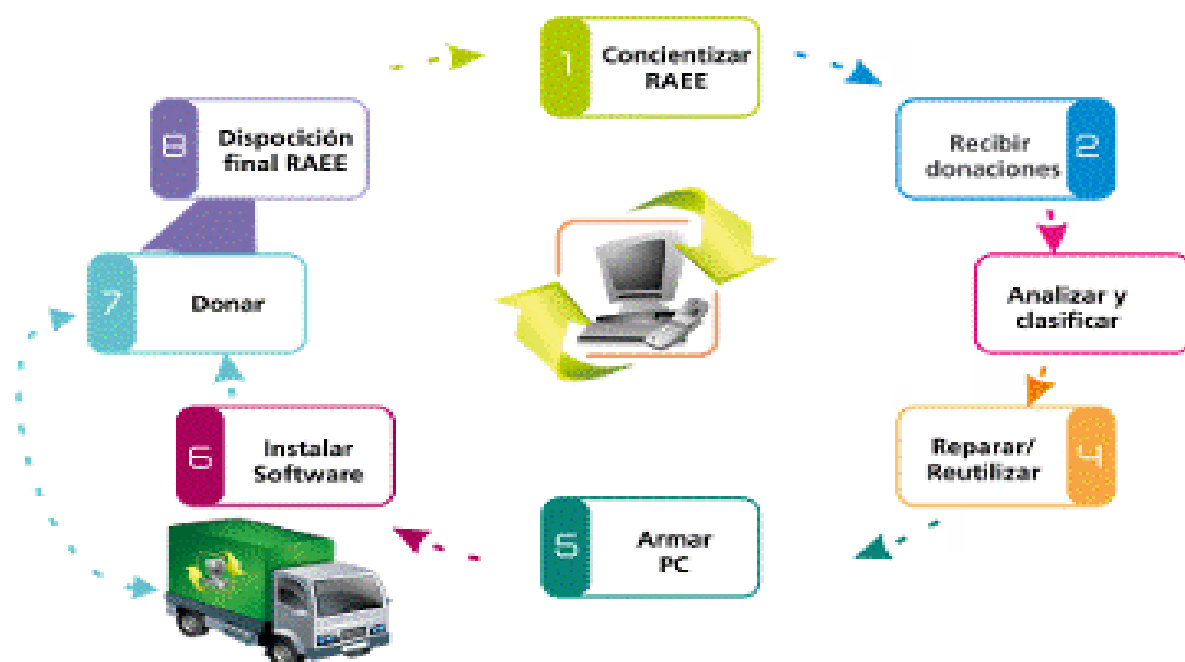 1
Concientizar
RAEE
2
Recibir
donaciones
Analizar y
clasificar
4
Reparar/
Reutilizar
5
Armar
PC
6
Instalar
Software
7
Donar
8
Dispocición
final RAEE